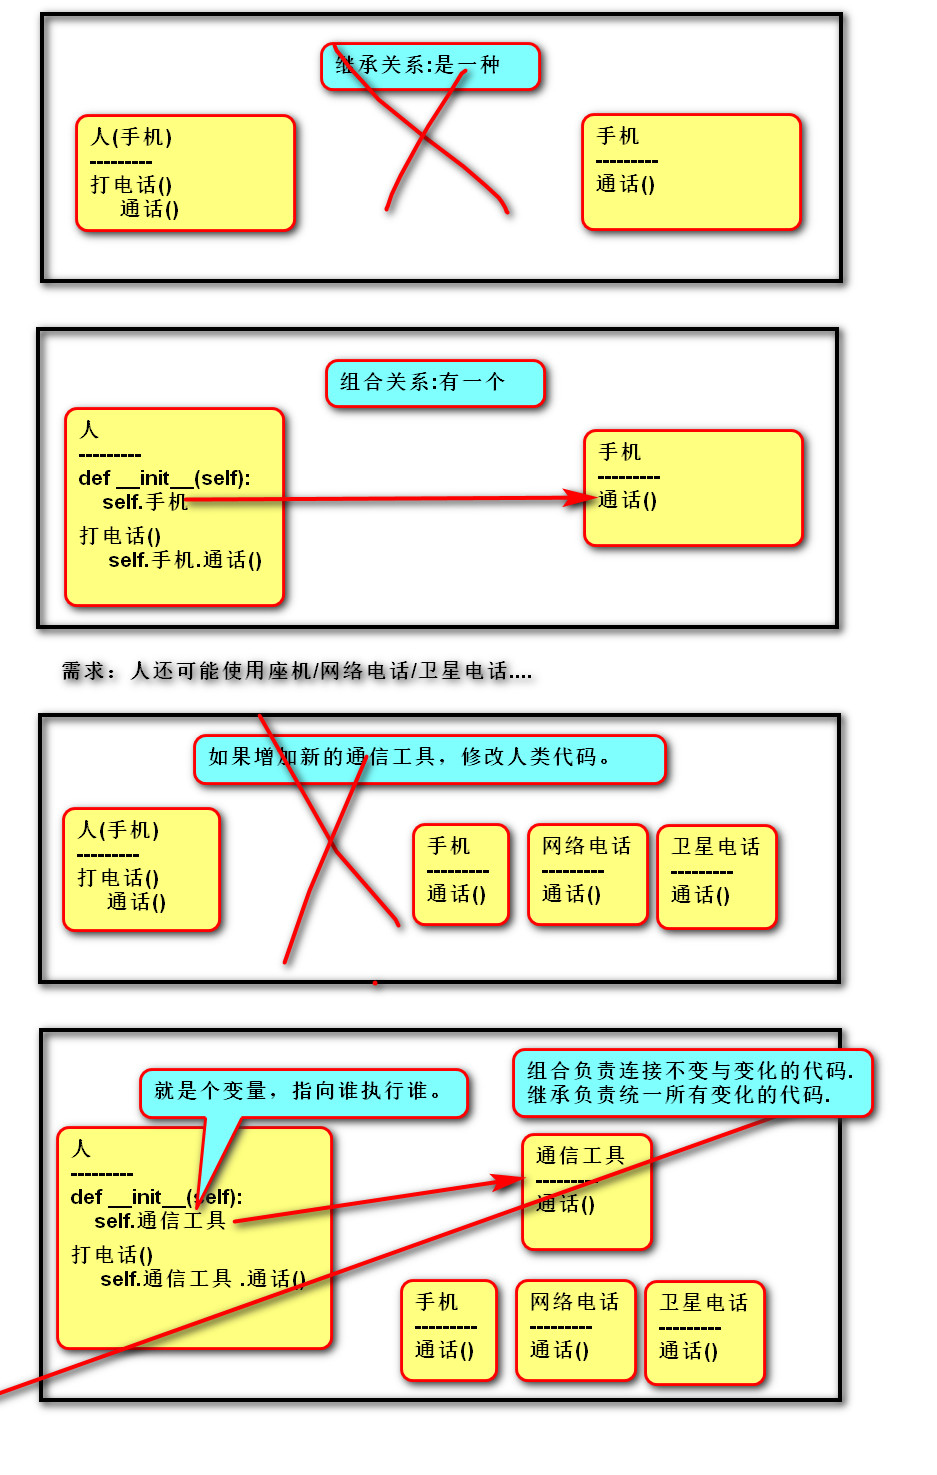 继承关系:是一种
人(手机)
---------
打电话()
通话()
手机
---------
通话()
组合关系:有一个
人
---------
def __init__(self):
self.手机
打电话()
self.手机.通话()
手机
---------
通话()
需求：人还可能使用座机/网络电话/卫星电话....
如果增加新的通信工具，修改人类代码。
人(手机)
---------
打电话()
通话()
手机
---------
通话()
网络电话
---------
通话()
卫星电话
---------
通话()
就是个变量，指向谁执行谁。
组合负责连接不变与变化的代码.
继承负责统一所有变化的代码.
人
---------
def __init__(self):
self.通信工具
打电话()
self.通信工具 .通话()
通信工具
---------
通话()
手机
---------
通话()
网络电话
---------
通话()
卫星电话
---------
通话()